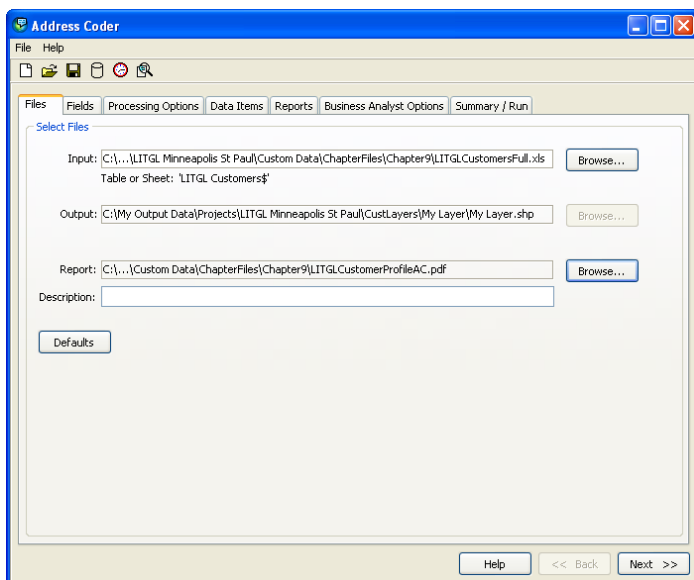 Address Coder
File Help
Files Fields Processing Options Data Items Reports Business Analyst Options Summary / Run
Select Files
Input: C:\...\LITGL Minneapolis St Paul\Custom Data\ChapterFiles\Chapter9\LITGLCustomersFull.xls Browse...
Table or Sheet: 'LITGL Customers$'
Output: C:\My Output Data\Projects\LITGL Minneapolis St Paul\CustLayers\My Layer\My Layer.shp Browse...
Report: C:\...\Custom Data\ChapterFiles\Chapter9\LITGLCustomerProfileAC.pdf Browse...
Description:
Defaults
Help << Back Next >>